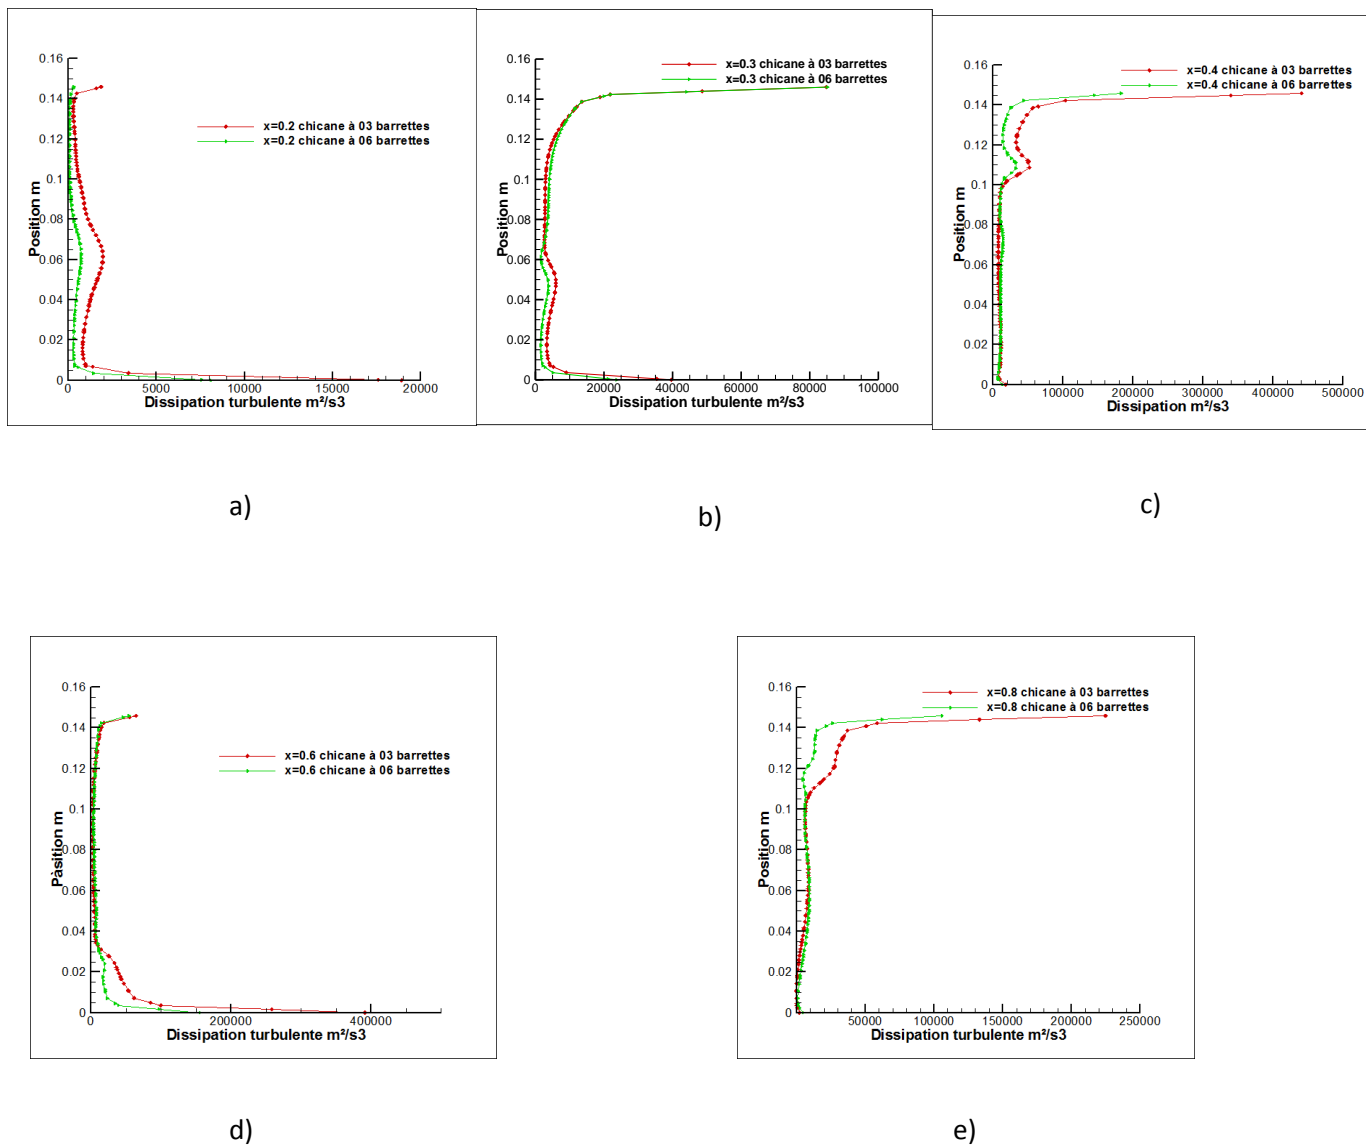 0.16
0.14
0.12
0.1
0.08
0.06
0.04
0.02
0
Position m
x=0.2 chicane à 03 barrettes
x=0.2 chicane à 06 barrettes
0 5000 10000 15000 20000
Dissipation turbulente m²/s3
a)
0.16
0.14
0.12
0.1
0.08
0.06
0.04
0.02
0
Position m
x=0.3 chicane à 03 barrettes
x=0.3 chicane à 06 barrettes
0 20000 40000 60000 80000 100000
Dissipation turbulente m²/s3
b)
0.16
0.14
0.12
0.1
0.08
0.06
0.04
0.02
0
Position m
x=0.4 chicane à 03 barrettes
x=0.4 chicane à 06 barrettes
0 100000 200000 300000 400000 500000
Dissipation m²/s3
c)
0.16
0.14
0.12
0.1
0.08
0.06
0.04
0.02
0
Pàsition m
x=0.6 chicane à 03 barrettes
x=0.6 chicane à 06 barrettes
0 200000 400000
Dissipation turbulente m²/s3
d)
0.16
0.14
0.12
0.1
0.08
0.06
0.04
0.02
0
Position m
x=0.8 chicane à 03 barrettes
x=0.8 chicane à 06 barrettes
50000 100000 150000 200000 250000
Dissipation turbulente m²/s3
e)